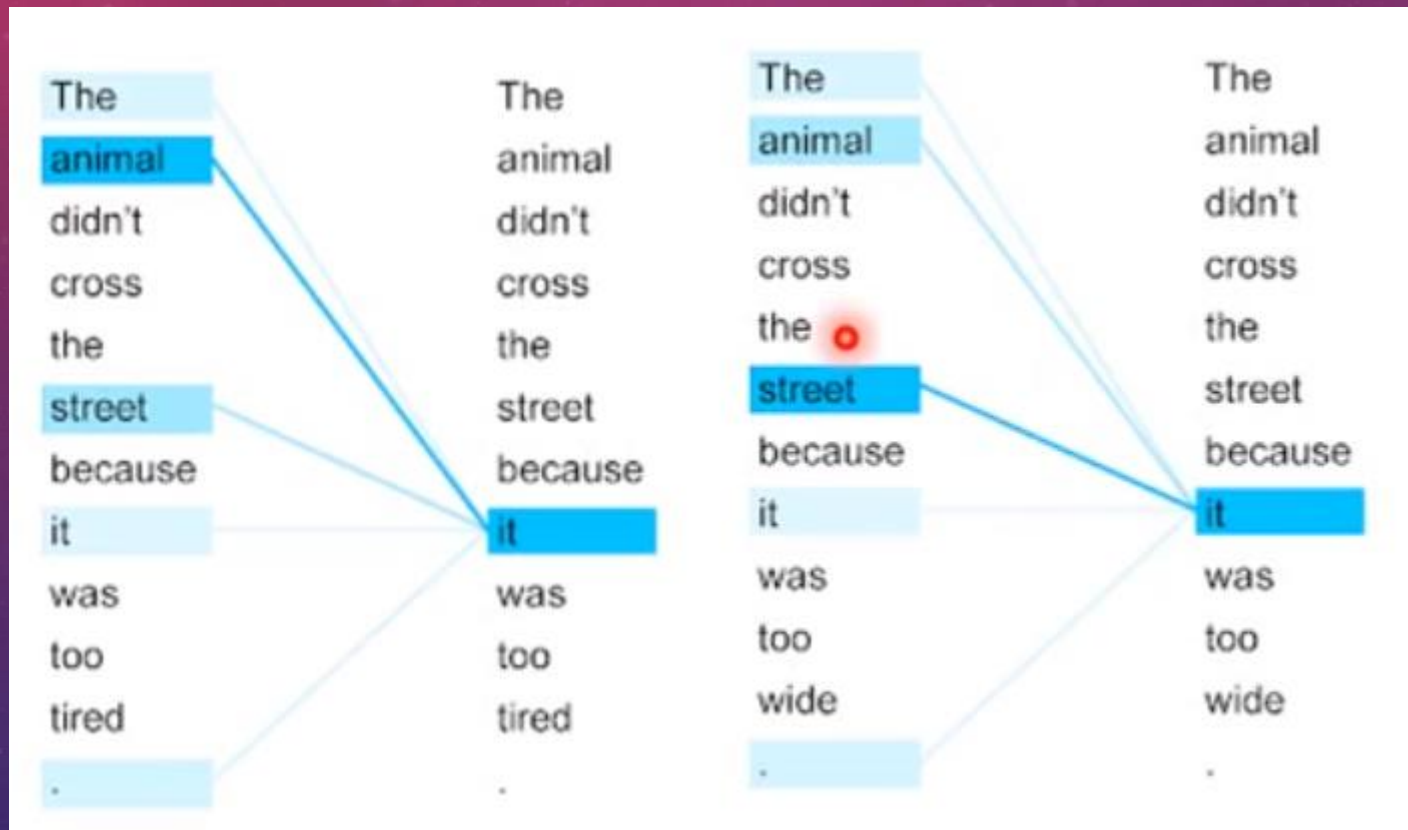 The
animal
didn't
cross
the
street
because
it
was
too
tired
.
The
animal
didn't
cross
the
street
because
it
was
too
tired
.
The
animal
didn't
cross
the
street
because
it
was
too
wide
.
The
animal
didn't
cross
the
street
because
it
was
too
wide
.